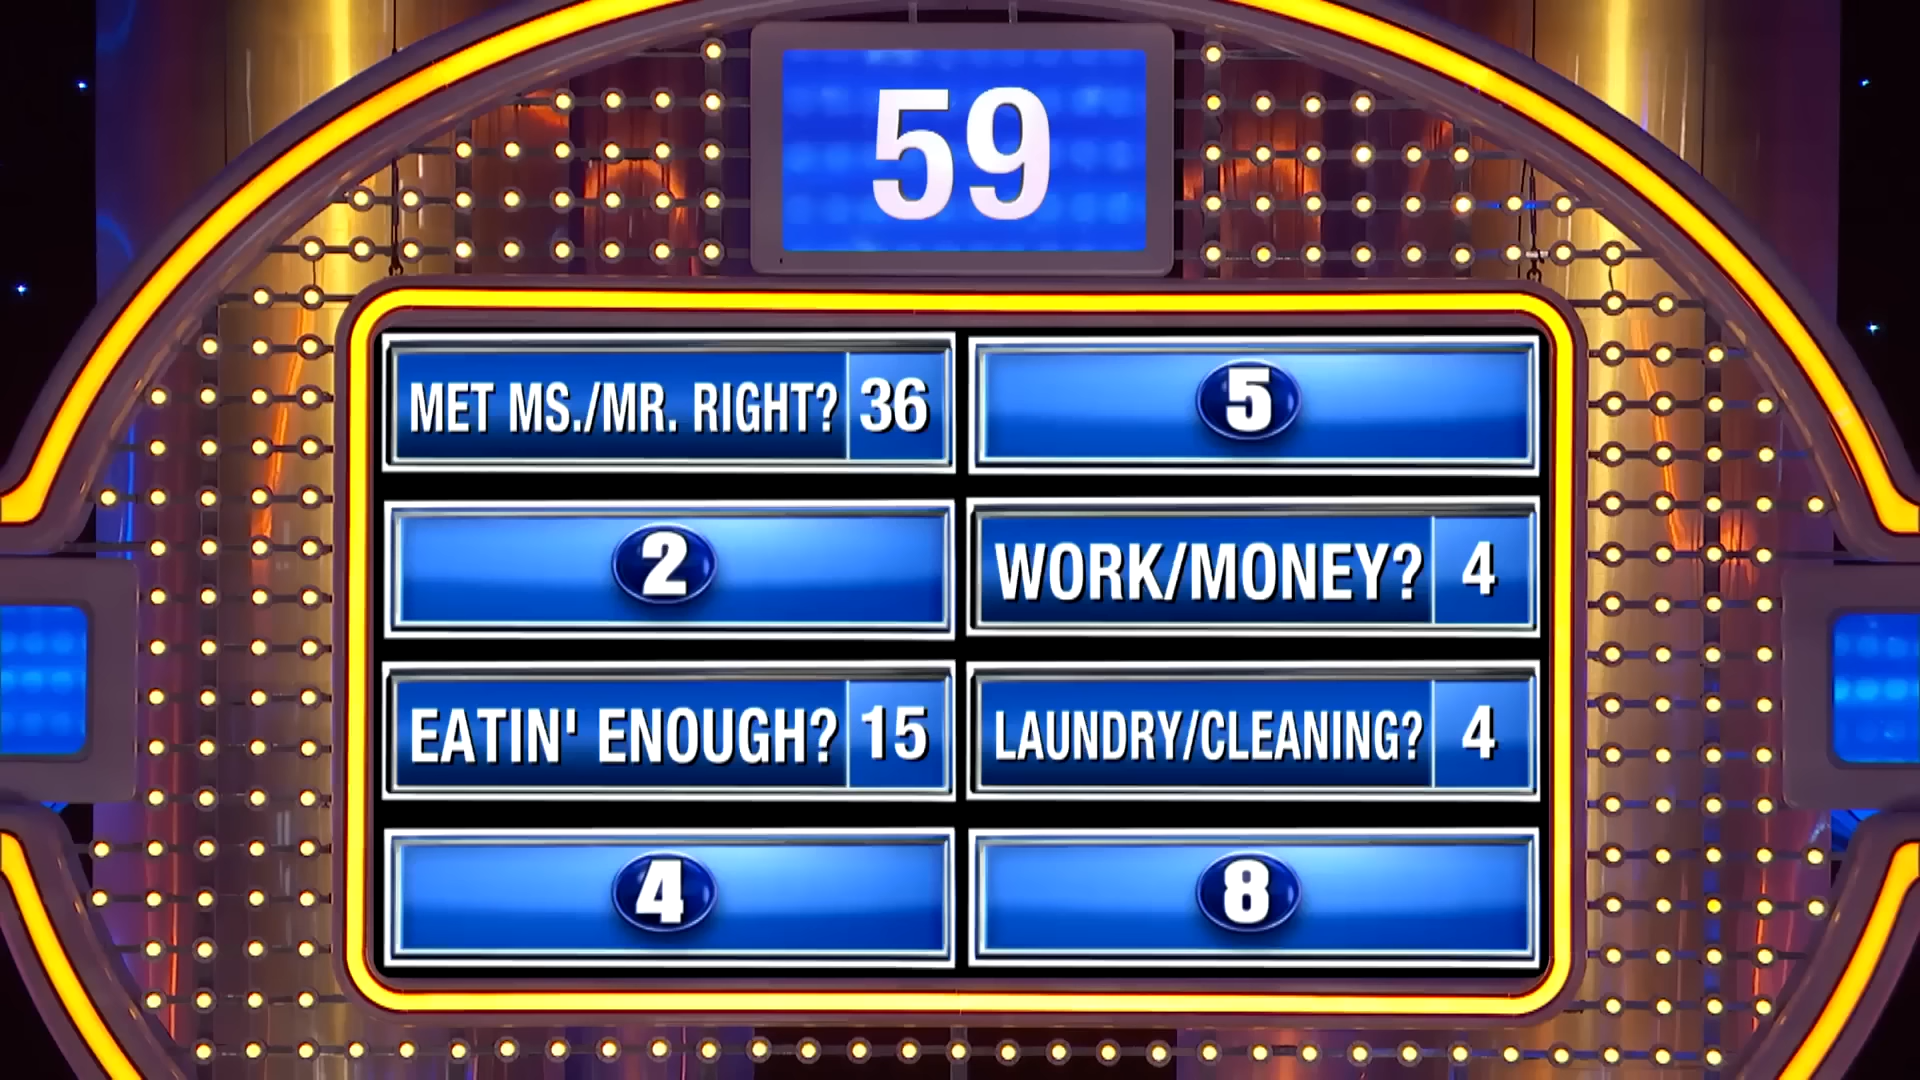 59
MET MS./MR. RIGHT? 36
2
EATIN' ENOUGH? 15
4
5
WORK/MONEY? 4
LAUNDRY/CLEANING? 4
8